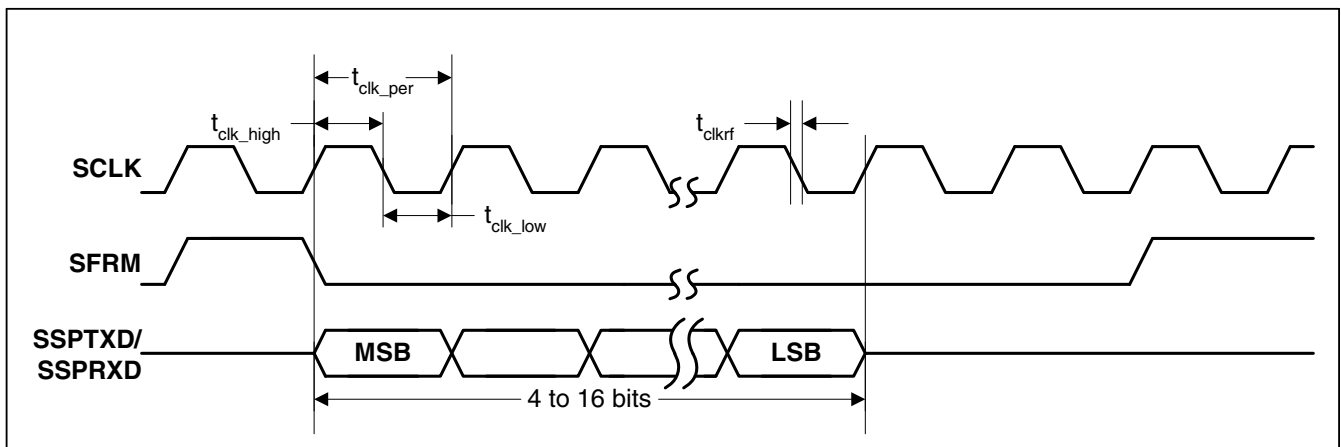 t_clk_per
t_clk_high
t_clkrf
SCLK
t_clk_low
SFRM
SSPTXD/
SSPRXD
MSB
LSB
4 to 16 bits